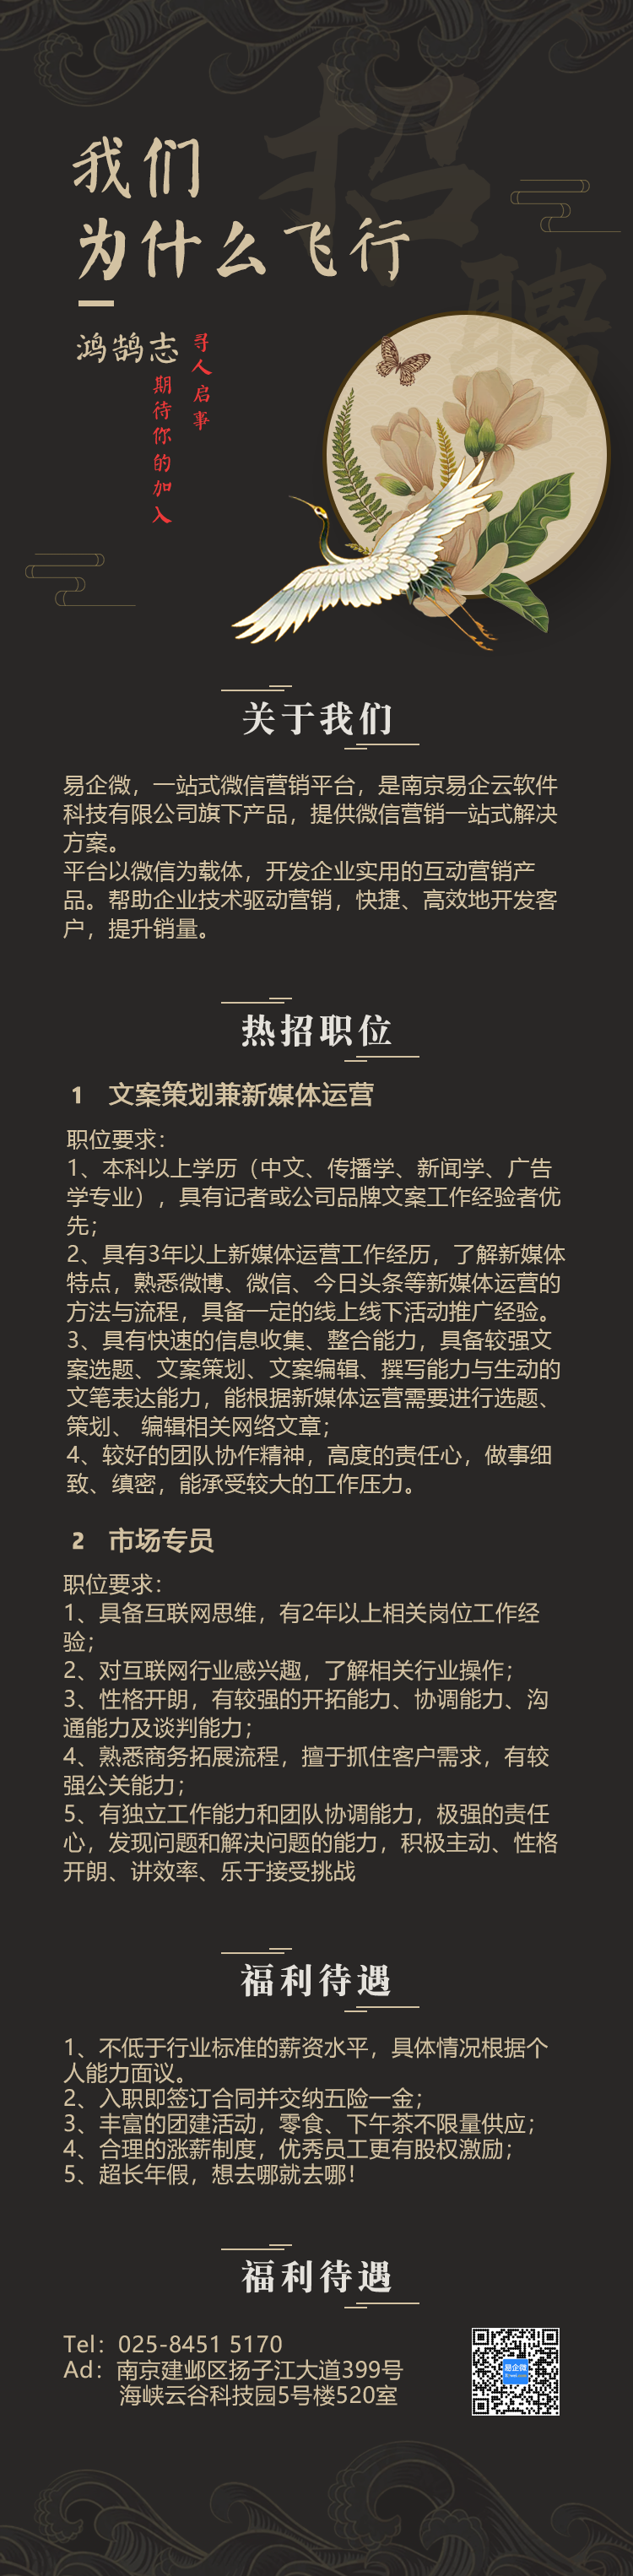 招聘
我们
为什么飞行
鸿鹄志
寻人启事
期待你的加入
关于我们
易企微，一站式微信营销平台，是南京易企云软件
科技有限公司旗下产品，提供微信营销一站式解决
方案。
平台以微信为载体，开发企业实用的互动营销产
品。帮助企业技术驱动营销，快捷、高效地开发客
户，提升销量。
热招职位
1 文案策划兼新媒体运营
职位要求：
1、本科以上学历（中文、传播学、新闻学、广告
学专业），具有记者或公司品牌文案工作经验者优
先；
2、具有3年以上新媒体运营工作经历，了解新媒体
特点，熟悉微博、微信、今日头条等新媒体运营的
方法与流程，具备一定的线上线下活动推广经验。
3、具有快速的信息收集、整合能力，具备较强文
案选题、文案策划、文案编辑、撰写能力与生动的
文笔表达能力，能根据新媒体运营需要进行选题、
策划、 编辑相关网络文章；
4、较好的团队协作精神，高度的责任心，做事细
致、缜密，能承受较大的工作压力。
2 市场专员
职位要求：
1、具备互联网思维，有2年以上相关岗位工作经
验；
2、对互联网行业感兴趣，了解相关行业操作；
3、性格开朗，有较强的开拓能力、协调能力、沟
通能力及谈判能力；
4、熟悉商务拓展流程，擅于抓住客户需求，有较
强公关能力；
5、有独立工作能力和团队协调能力，极强的责任
心，发现问题和解决问题的能力，积极主动、性格
开朗、讲效率、乐于接受挑战
福利待遇
1、不低于行业标准的薪资水平，具体情况根据个
人能力面议。
2、入职即签订合同并交纳五险一金；
3、丰富的团建活动，零食、下午茶不限量供应；
4、合理的涨薪制度，优秀员工更有股权激励；
5、超长年假，想去哪就去哪！
福利待遇
Tel：025-8451 5170
Ad：南京建邺区扬子江大道399号
海峡云谷科技园5号楼520室
易企微